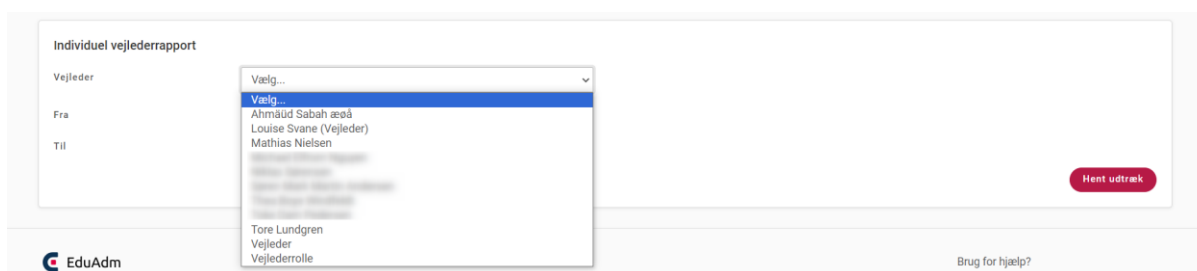 Individuel vejlederrapport
Vejleder
Vælg...
Vælg...
Ahmäüd Sabah æøå
Fra
Louise Svane (Vejleder)
Til
Mathias Nielsen
Hent udtræk
Tore Lundgren
Vejleder
Vejlederrolle
EduAdm
Brug for hjælp?